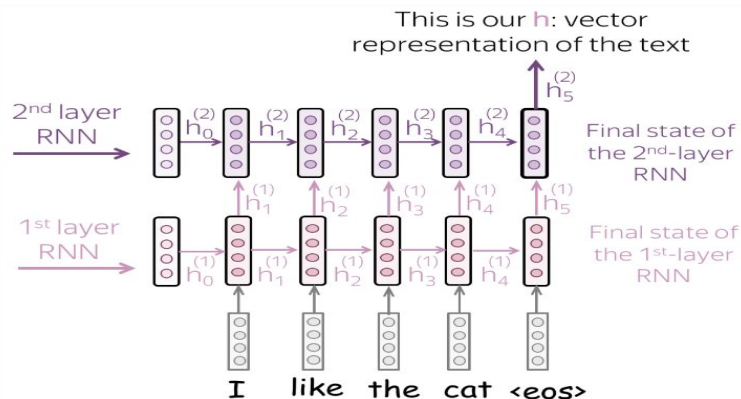 This is our h: vector
representation of the text
h₅⁽²⁾
2nd layer
RNN
h₀⁽²⁾ h₁⁽²⁾ h₂⁽²⁾ h₃⁽²⁾ h₄⁽²⁾
Final state of
the 2nd-layer
RNN
h₁⁽¹⁾ h₂⁽¹⁾ h₃⁽¹⁾ h₄⁽¹⁾ h₅⁽¹⁾
1st layer
RNN
h₀⁽¹⁾ h₁⁽¹⁾ h₂⁽¹⁾ h₃⁽¹⁾ h₄⁽¹⁾
Final state of
the 1st-layer
RNN
I like the cat <eos>